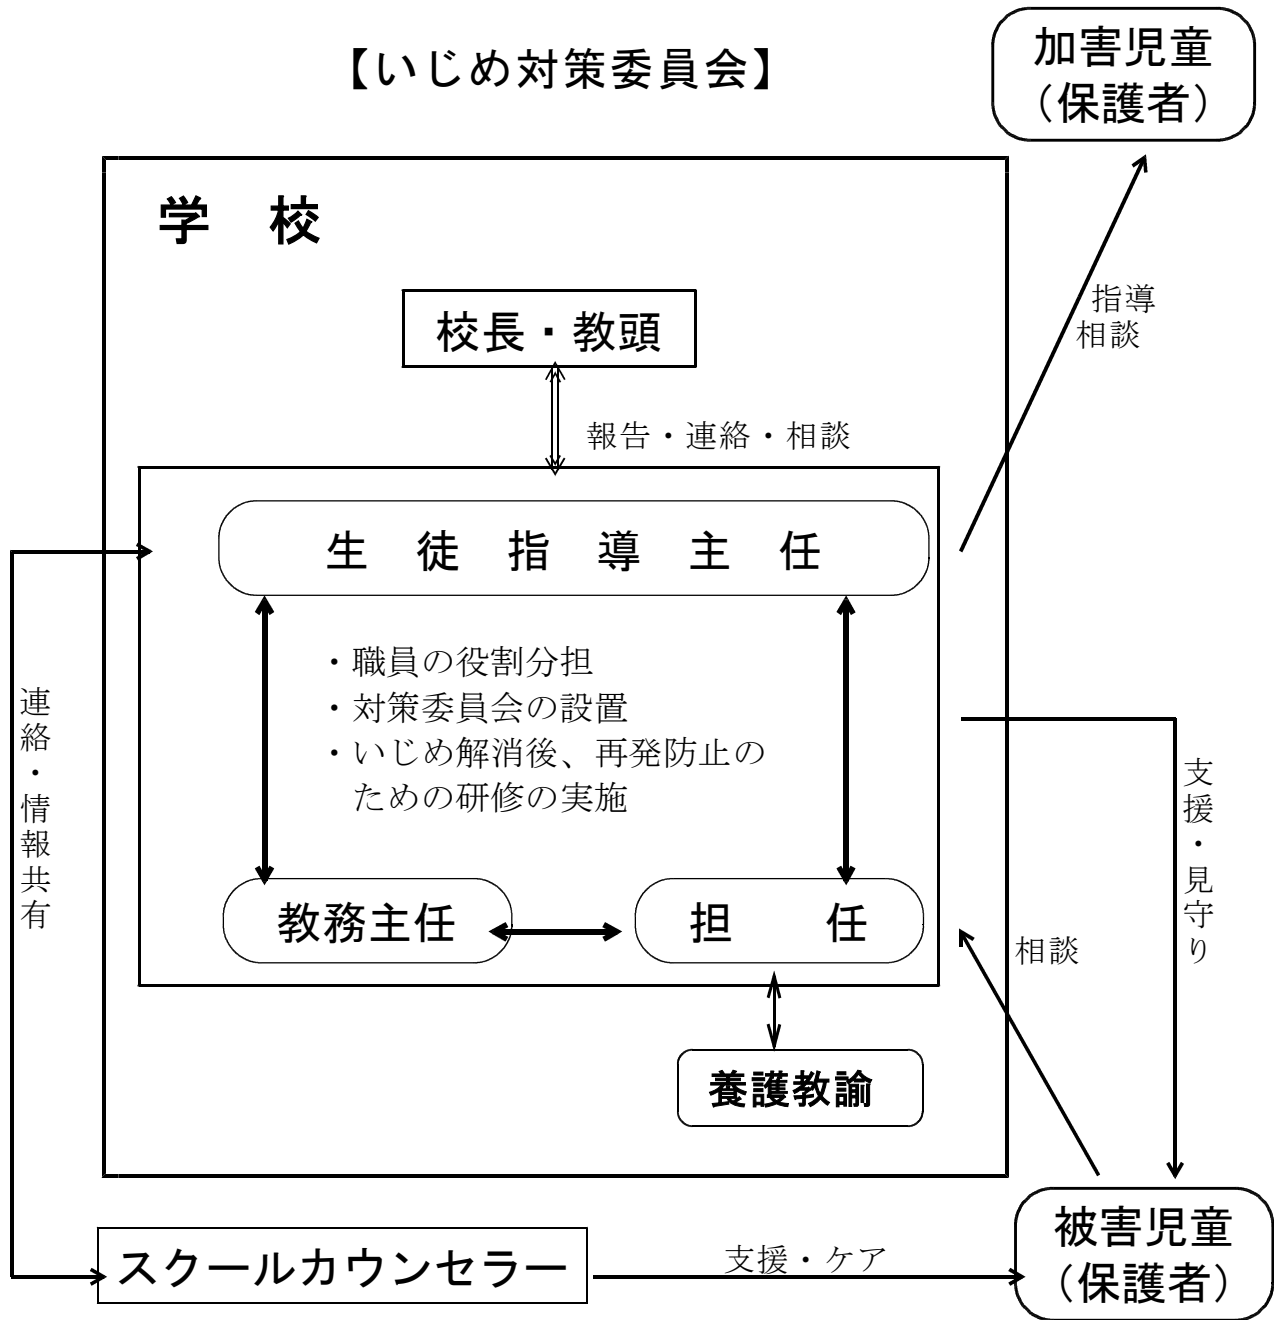 【いじめ対策委員会】
加害児童
（保護者）
学　校
校長・教頭
指導
相談
報告・連絡・相談
生　徒　指　導　主　任
・職員の役割分担
・対策委員会の設置
・いじめ解消後、再発防止の
ための研修の実施
連絡・情報共有
支援・見守り
教務主任
担　　任
相談
養護教諭
被害児童
（保護者）
スクールカウンセラー
支援・ケア